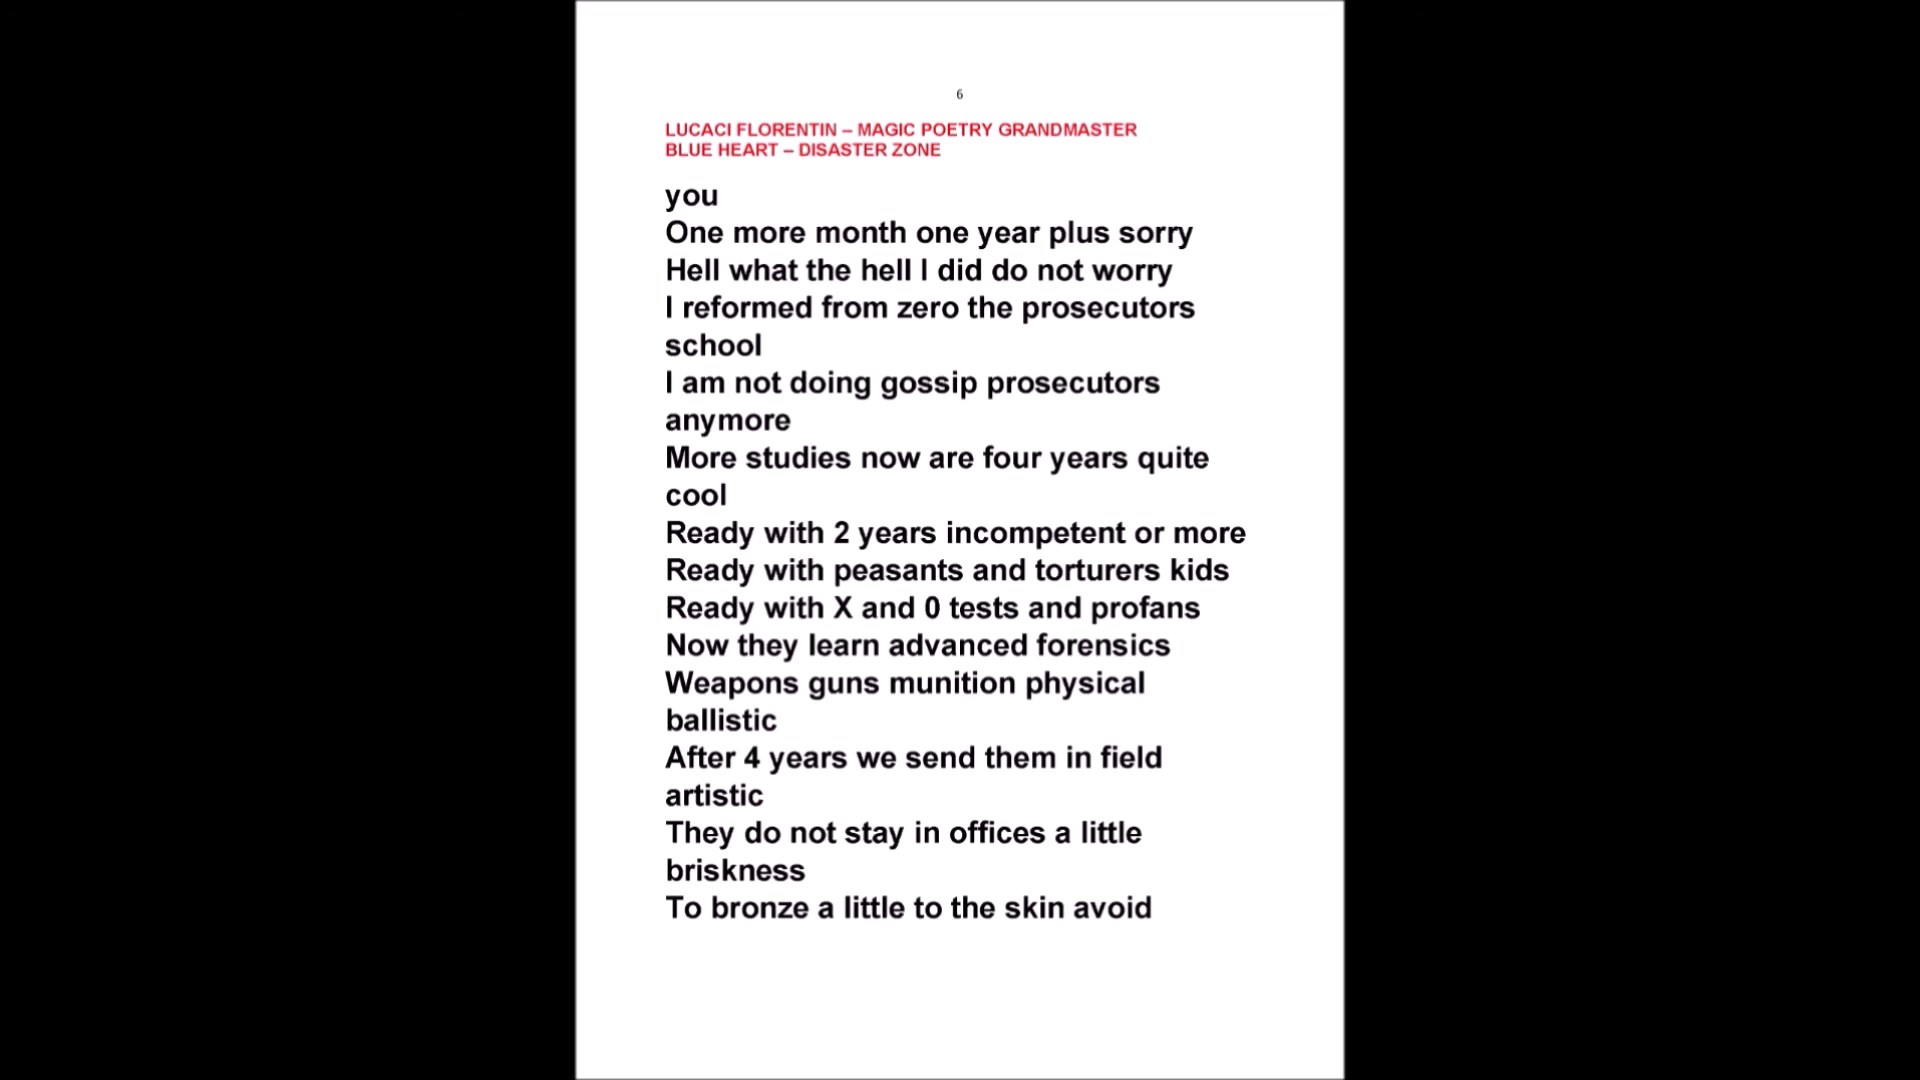 6
LUCACI FLORENTIN – MAGIC POETRY GRANDMASTER
BLUE HEART – DISASTER ZONE
you
One more month one year plus sorry
Hell what the hell I did do not worry
I reformed from zero the prosecutors
school
I am not doing gossip prosecutors
anymore
More studies now are four years quite
cool
Ready with 2 years incompetent or more
Ready with peasants and torturers kids
Ready with X and 0 tests and profans
Now they learn advanced forensics
Weapons guns munition physical
ballistic
After 4 years we send them in field
artistic
They do not stay in offices a little
briskness
To bronze a little to the skin avoid